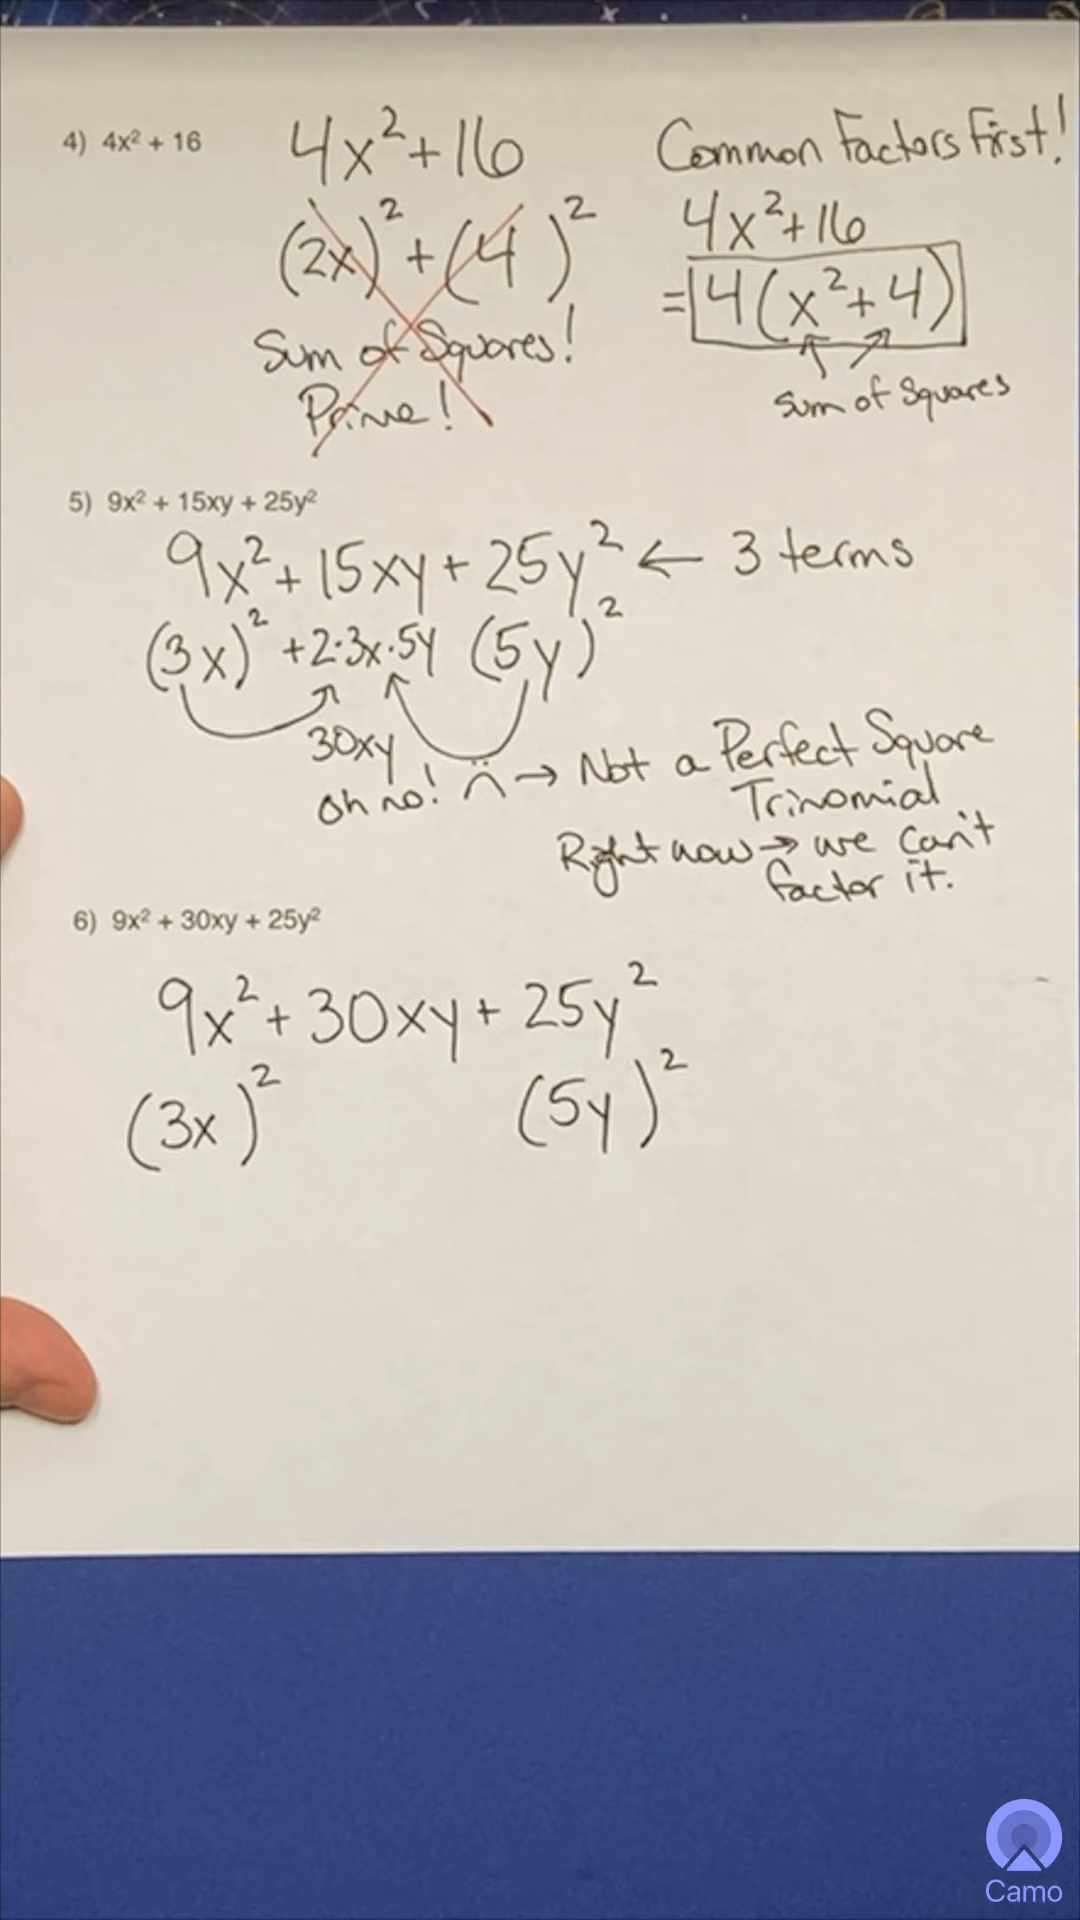 4) 4x² + 16
4x² + 16
(2x)² + (4)²
Sum of Squares!
Prime!
Common Factors First!
4x² + 16
= 4(x² + 4)
sum of squares
5) 9x² + 15xy + 25y²
9x² + 15xy + 25y² ← 3 terms
(3x)² + 2·3x·5y (5y)²
30xy
oh no! → Not a Perfect Square
Trinomial
Right now → we can't
factor it.
6) 9x² + 30xy + 25y²
9x² + 30xy + 25y²
(3x)² (5y)²
Camo